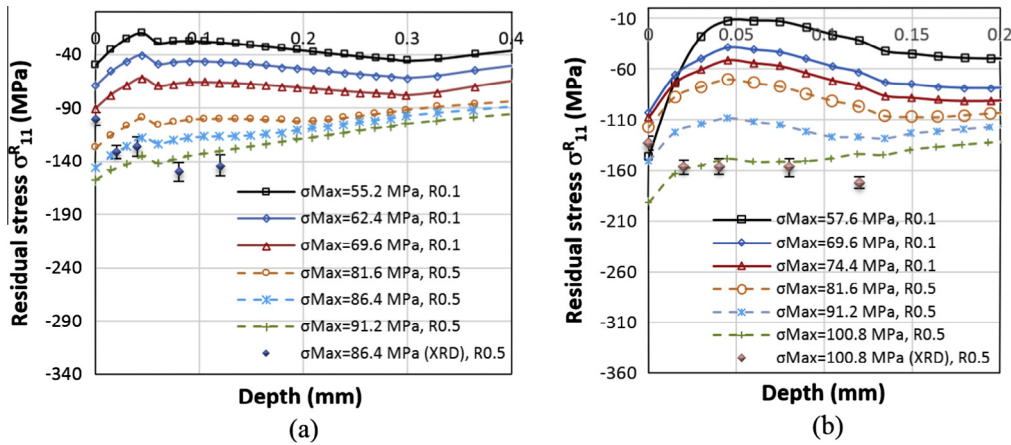 0 0.1 0.2 0.3 0.4
-40
-90
-140
-190
-240
-290
-340
Residual stress σᴿ₁₁ (MPa)
σMax=55.2 MPa, R0.1
σMax=62.4 MPa, R0.1
σMax=69.6 MPa, R0.1
σMax=81.6 MPa, R0.5
σMax=86.4 MPa, R0.5
σMax=91.2 MPa, R0.5
σMax=86.4 MPa (XRD), R0.5
Depth (mm)
(a)
-10
0 0.05 0.1 0.15 0.2
-60
-110
-160
-210
-260
-310
-360
Residual stress σᴿ₁₁ (MPa)
σMax=57.6 MPa, R0.1
σMax=69.6 MPa, R0.1
σMax=74.4 MPa, R0.1
σMax=81.6 MPa, R0.5
σMax=91.2 MPa, R0.5
σMax=100.8 MPa, R0.5
σMax=100.8 MPa (XRD), R0.5
Depth (mm)
(b)